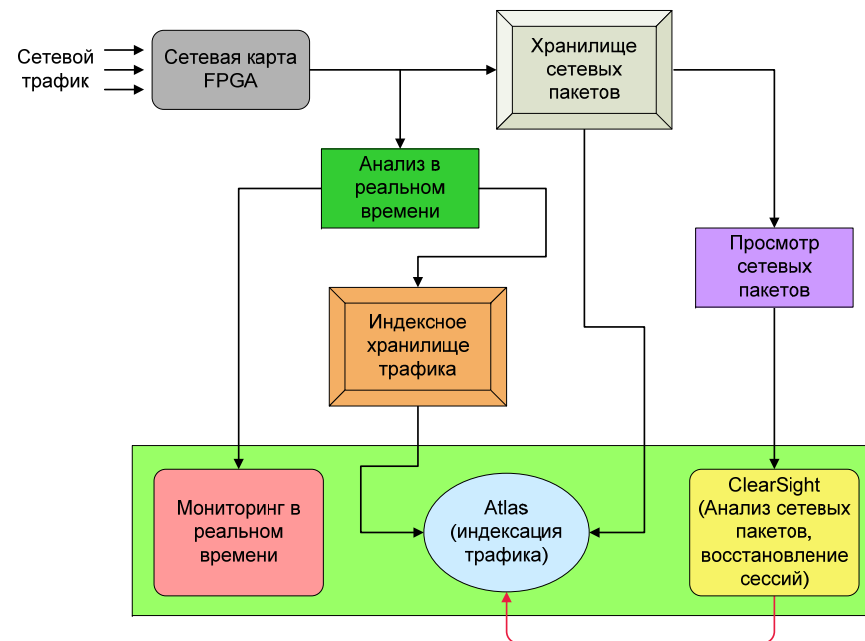 Сетевой
трафик
Сетевая карта
FPGA
Хранилище
сетевых
пакетов
Анализ в
реальном
времени
Просмотр
сетевых
пакетов
Индексное
хранилище
трафика
Мониторинг в
реальном
времени
Atlas
(индексация
трафика)
ClearSight
(Анализ сетевых
пакетов,
восстановление
сессий)